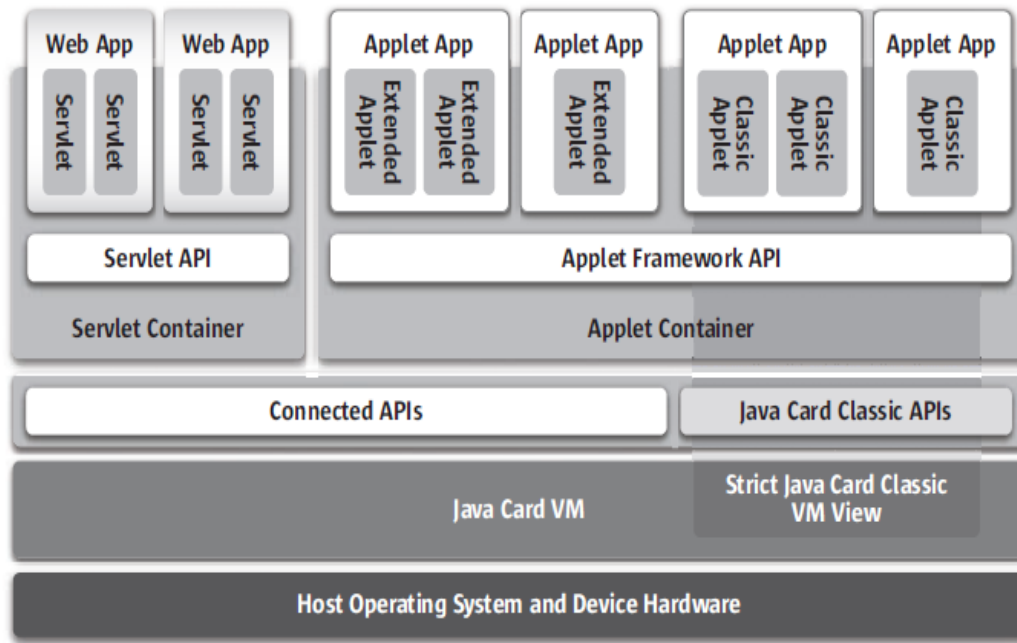 Web App
Web App
Applet App
Applet App
Applet App
Applet App
Servlet
Servlet
Servlet
Servlet
Extended
Applet
Extended
Applet
Extended
Applet
Classic
Applet
Classic
Applet
Classic
Applet
Servlet API
Applet Framework API
Servlet Container
Applet Container
Connected APIs
Java Card Classic APIs
Java Card VM
Strict Java Card Classic
VM View
Host Operating System and Device Hardware